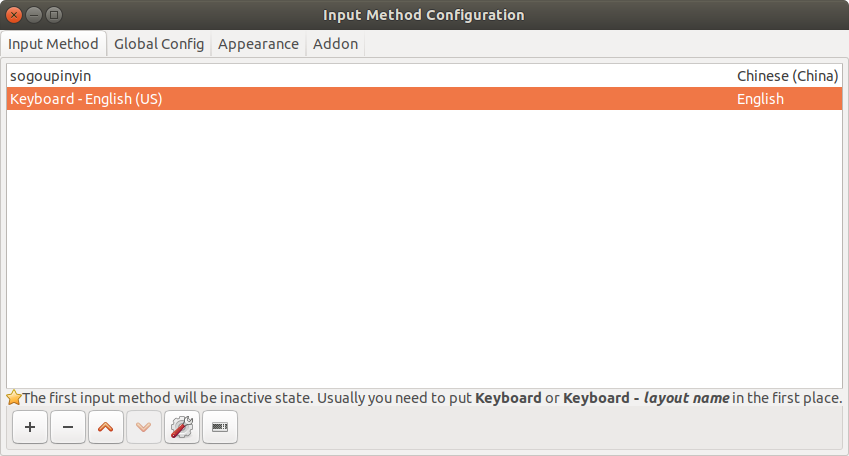 Input Method Configuration
Input Method Global Config Appearance Addon
sogoupinyin Chinese (China)
Keyboard - English (US) English
The first input method will be inactive state. Usually you need to put Keyboard or Keyboard - layout name in the first place.